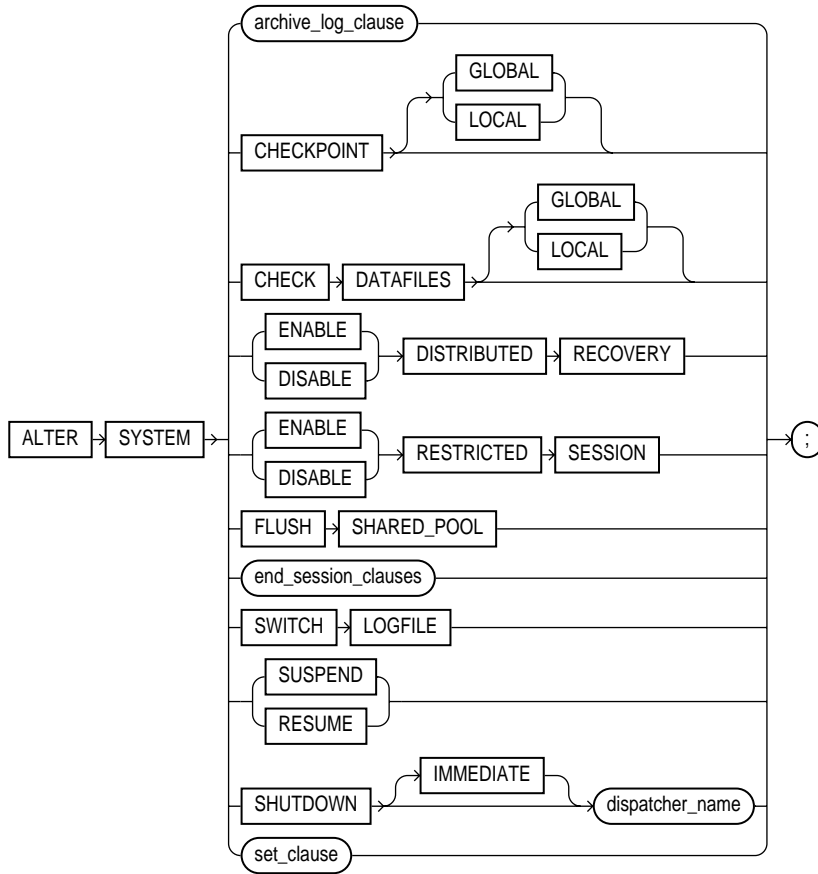 archive_log_clause
GLOBAL
LOCAL
CHECKPOINT
GLOBAL
LOCAL
CHECK DATAFILES
ENABLE
DISABLE
DISTRIBUTED RECOVERY
ALTER SYSTEM
ENABLE
DISABLE
RESTRICTED SESSION
;
FLUSH SHARED_POOL
end_session_clauses
SWITCH LOGFILE
SUSPEND
RESUME
IMMEDIATE
SHUTDOWN dispatcher_name
set_clause